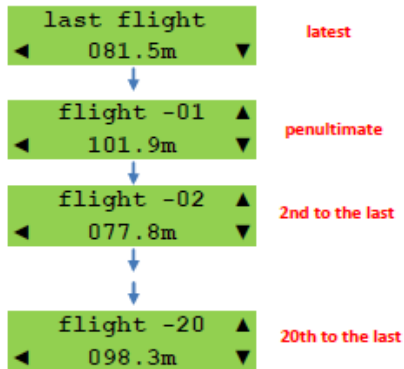 last flight
◄ 081.5m ▼
latest
flight -01 ▲
◄ 101.9m ▼
penultimate
flight -02 ▲
◄ 077.8m ▼
2nd to the last
flight -20 ▲
◄ 098.3m ▼
20th to the last